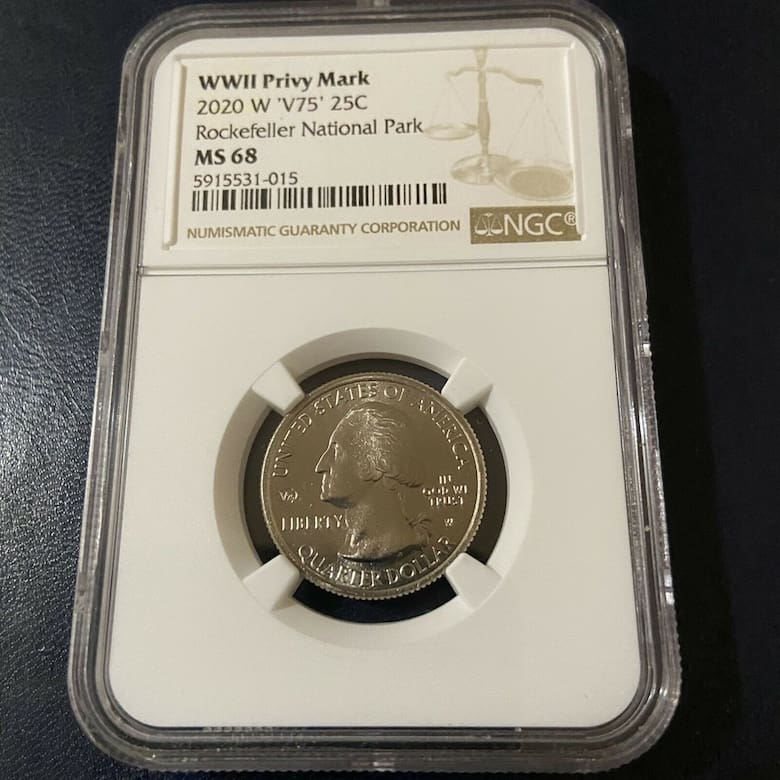 WWII Privy Mark
2020 W 'V75' 25C
Rockefeller National Park
MS 68
5915531-015
NUMISMATIC GUARANTY CORPORATION
NGC®
UNITED STATES OF AMERICA
IN
GOD WE
TRUST
LIBERTY
W
QUARTER DOLLAR